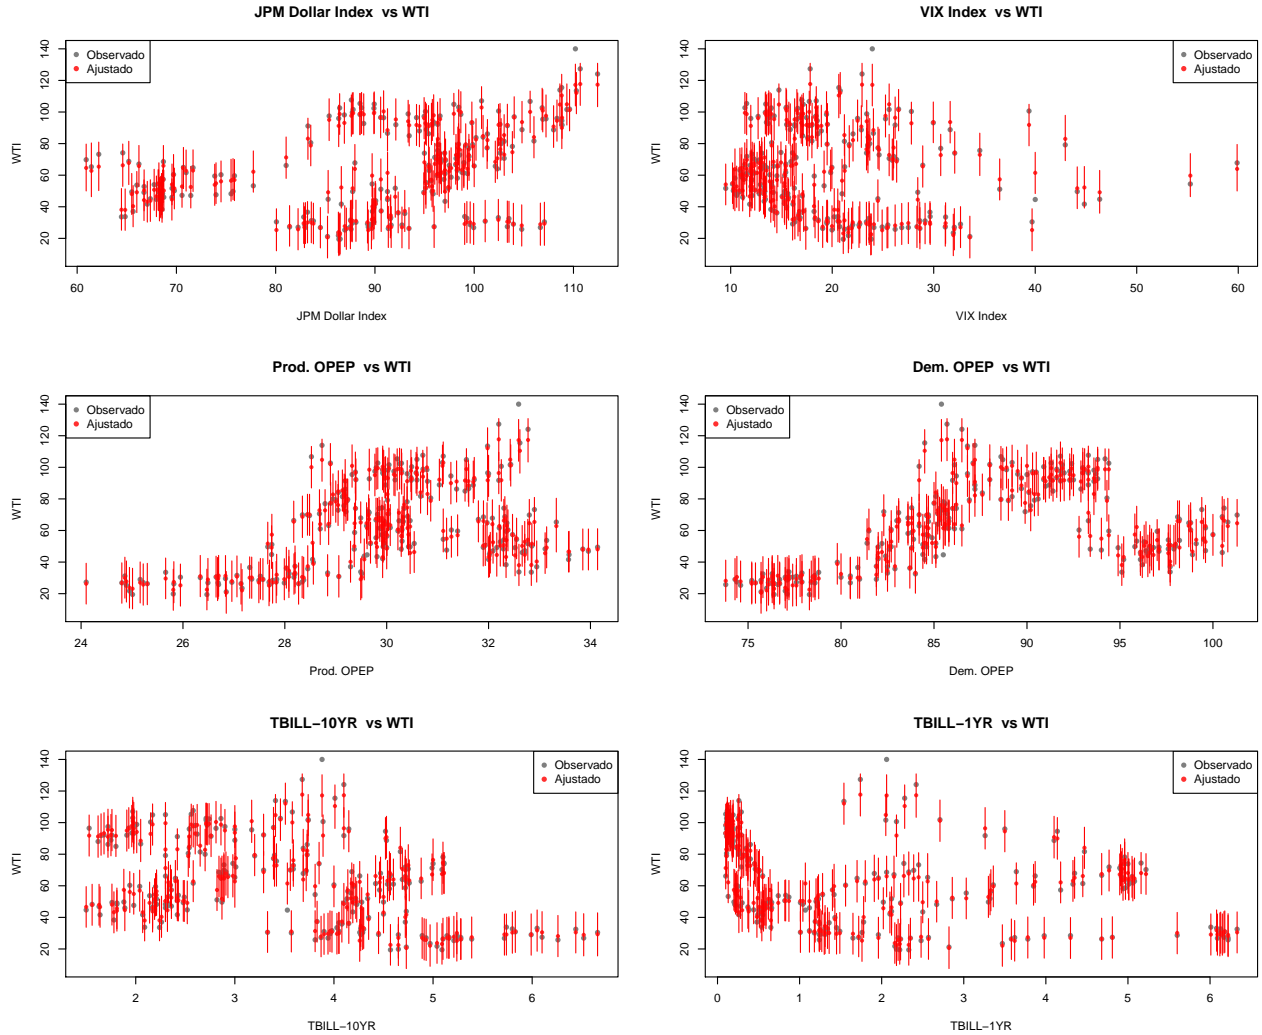 JPM Dollar Index vs WTI
Observado
Ajustado
WTI
20 40 60 80 100 120 140
60 70 80 90 100 110
JPM Dollar Index
VIX Index vs WTI
Observado
Ajustado
WTI
20 40 60 80 100 120 140
10 20 30 40 50 60
VIX Index
Prod. OPEP vs WTI
Observado
Ajustado
WTI
20 40 60 80 100 120 140
24 26 28 30 32 34
Prod. OPEP
Dem. OPEP vs WTI
Observado
Ajustado
WTI
20 40 60 80 100 120 140
75 80 85 90 95 100
Dem. OPEP
TBILL−10YR vs WTI
Observado
Ajustado
WTI
20 40 60 80 100 120 140
2 3 4 5 6
TBILL−10YR
TBILL−1YR vs WTI
Observado
Ajustado
WTI
20 40 60 80 100 120 140
0 1 2 3 4 5 6
TBILL−1YR